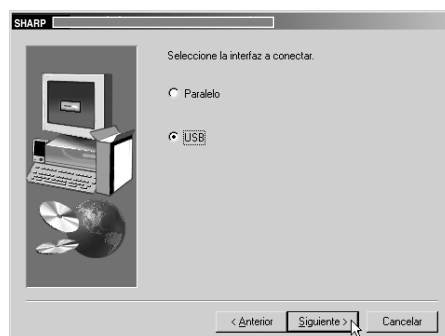 SHARP
Seleccione la interfaz a conectar.
Paralelo
USB
< Anterior
Siguiente >
Cancelar